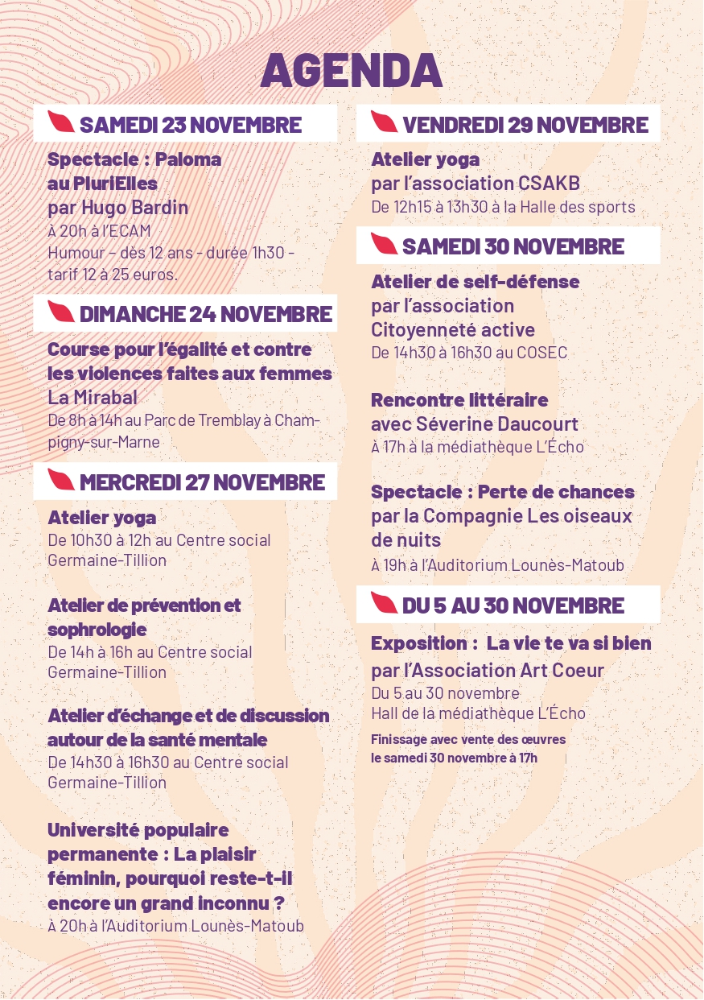 AGENDA
SAMEDI 23 NOVEMBRE
Spectacle : Paloma
au PluriElles
par Hugo Bardin
À 20h à l'ECAM
Humour – dès 12 ans - durée 1h30 -
tarif 12 à 25 euros.
DIMANCHE 24 NOVEMBRE
Course pour l'égalité et contre
les violences faites aux femmes
La Mirabal
De 8h à 14h au Parc de Tremblay à Cham-
pigny-sur-Marne
MERCREDI 27 NOVEMBRE
Atelier yoga
De 10h30 à 12h au Centre social
Germaine-Tillion
Atelier de prévention et
sophrologie
De 14h à 16h au Centre social
Germaine-Tillion
Atelier d'échange et de discussion
autour de la santé mentale
De 14h30 à 16h30 au Centre social
Germaine-Tillion
Université populaire
permanente : La plaisir
féminin, pourquoi reste-t-il
encore un grand inconnu ?
À 20h à l'Auditorium Lounès-Matoub
VENDREDI 29 NOVEMBRE
Atelier yoga
par l'association CSAKB
De 12h15 à 13h30 à la Halle des sports
SAMEDI 30 NOVEMBRE
Atelier de self-défense
par l'association
Citoyenneté active
De 14h30 à 16h30 au COSEC
Rencontre littéraire
avec Séverine Daucourt
À 17h à la médiathèque L'Écho
Spectacle : Perte de chances
par la Compagnie Les oiseaux
de nuits
À 19h à l'Auditorium Lounès-Matoub
DU 5 AU 30 NOVEMBRE
Exposition : La vie te va si bien
par l'Association Art Coeur
Du 5 au 30 novembre
Hall de la médiathèque L'Écho
Finissage avec vente des œuvres
le samedi 30 novembre à 17h